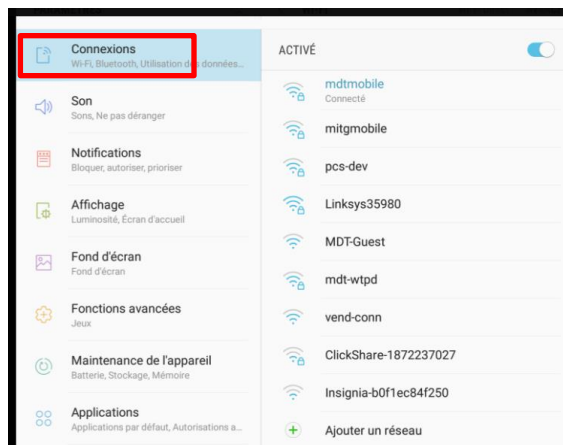 Connexions
Wi-Fi, Bluetooth, Utilisation des données...
Son
Sons, Ne pas déranger
Notifications
Bloquer, autoriser, prioriser
Affichage
Luminosité, Écran d'accueil
Fond d'écran
Fond d'écran
Fonctions avancées
Jeux
Maintenance de l'appareil
Batterie, Stockage, Mémoire
Applications
Applications par défaut, Autorisations a...
ACTIVÉ
mdtmobile
Connecté
mitgmobile
pcs-dev
Linksys35980
MDT-Guest
mdt-wtpd
vend-conn
ClickShare-1872237027
Insignia-b0f1ec84f250
Ajouter un réseau